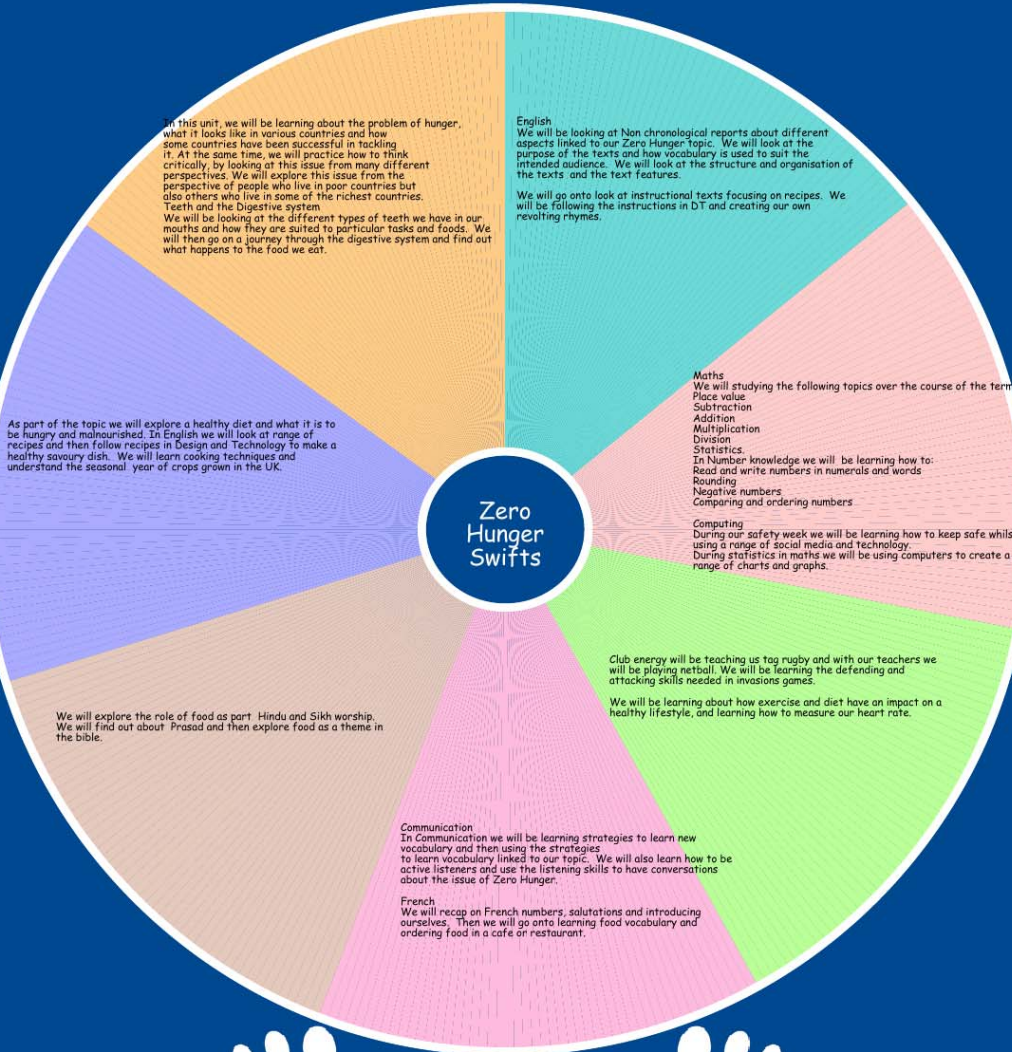 In this unit, we will be learning about the problem of hunger,
what it looks like in various countries and how
some countries have been successful in tackling
it. At the same time, we will practice how to think
critically, by looking at this issue from many different
perspectives. We will explore this issue from the
perspective of people who live in poor countries but
also others who live in some of the richest countries.
Teeth and the Digestive system
We will be looking at the different types of teeth we have in our
mouths and how they are suited to particular tasks and foods. We
will then go on a journey through the digestive system and find out
what happens to the food we eat.
English
We will be looking at Non chronological reports about different
aspects linked to our Zero Hunger topic. We will look at the
purpose of the texts and how vocabulary is used to suit the
intended audience. We will look at the structure and organisation of
the texts and the text features.
We will go onto look at instructional texts focusing on recipes. We
will be following the instructions in DT and creating our own
revolting rhymes.
Maths
We will studying the following topics over the course of the term
Place value
Subtraction
Addition
Multiplication
Division
Statistics.
In Number knowledge we will be learning how to:
Read and write numbers in numerals and words
Rounding
Negative numbers
Comparing and ordering numbers
Computing
During our safety week we will be learning how to keep safe whils
using a range of social media and technology.
During statistics in maths we will be using computers to create a
range of charts and graphs.
As part of the topic we will explore a healthy diet and what it is to
be hungry and malnourished. In English we will look at range of
recipes and then follow recipes in Design and Technology to make a
healthy savoury dish. We will learn cooking techniques and
understand the seasonal year of crops grown in the UK.
Zero
Hunger
Swifts
Club energy will be teaching us tag rugby and with our teachers we
will be playing netball. We will be learning the defending and
attacking skills needed in invasions games.
We will be learning about how exercise and diet have an impact on a
healthy lifestyle, and learning how to measure our heart rate.
We will explore the role of food as part Hindu and Sikh worship.
We will find out about Prasad and then explore food as a theme in
the bible.
Communication
In Communication we will be learning strategies to learn new
vocabulary and then using the strategies
to learn vocabulary linked to our topic. We will also learn how to be
active listeners and use the listening skills to have conversations
about the issue of Zero Hunger.
French
We will recap on French numbers, salutations and introducing
ourselves. Then we will go onto learning food vocabulary and
ordering food in a cafe or restaurant.